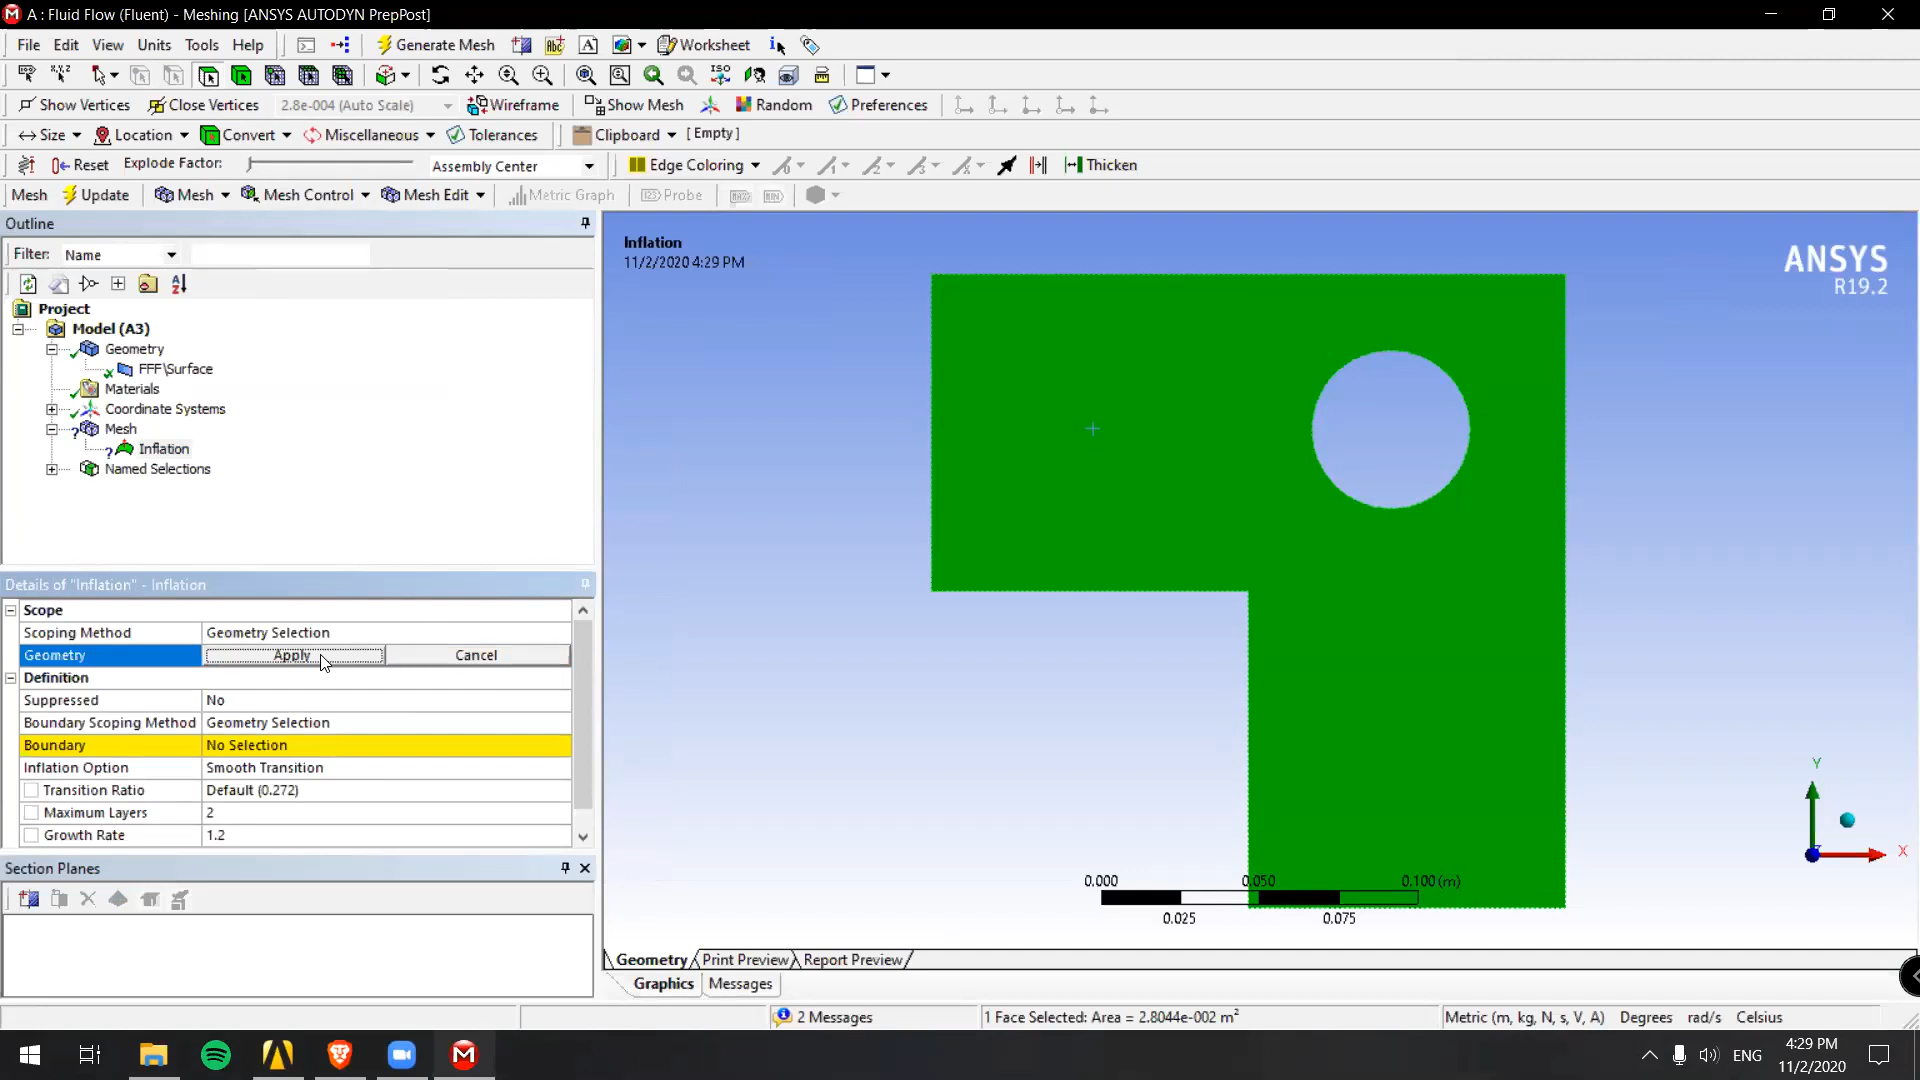 A : Fluid Flow (Fluent) - Meshing [ANSYS AUTODYN PrepPost]
File Edit View Units Tools Help Generate Mesh Worksheet
Show Vertices Close Vertices 2.8e-004 (Auto Scale) Wireframe Show Mesh Random Preferences
Size Location Convert Miscellaneous Tolerances Clipboard [ Empty ]
Reset Explode Factor: Assembly Center Edge Coloring Thicken
Mesh Update Mesh Mesh Control Mesh Edit Metric Graph Probe
Outline
Filter: Name
Project
Model (A3)
Geometry
FFF\Surface
Materials
Coordinate Systems
Mesh
Inflation
Named Selections
Details of "Inflation" - Inflation
Scope
Scoping Method Geometry Selection
Geometry Apply Cancel
Definition
Suppressed No
Boundary Scoping Method Geometry Selection
Boundary No Selection
Inflation Option Smooth Transition
Transition Ratio Default (0.272)
Maximum Layers 2
Growth Rate 1.2
Section Planes
Inflation
11/2/2020 4:29 PM
ANSYS
R19.2
Y
X
0.000 0.050 0.100 (m)
0.025 0.075
Geometry Print Preview Report Preview
Graphics Messages
2 Messages 1 Face Selected: Area = 2.8044e-002 m² Metric (m, kg, N, s, V, A) Degrees rad/s Celsius
ENG 4:29 PM
11/2/2020